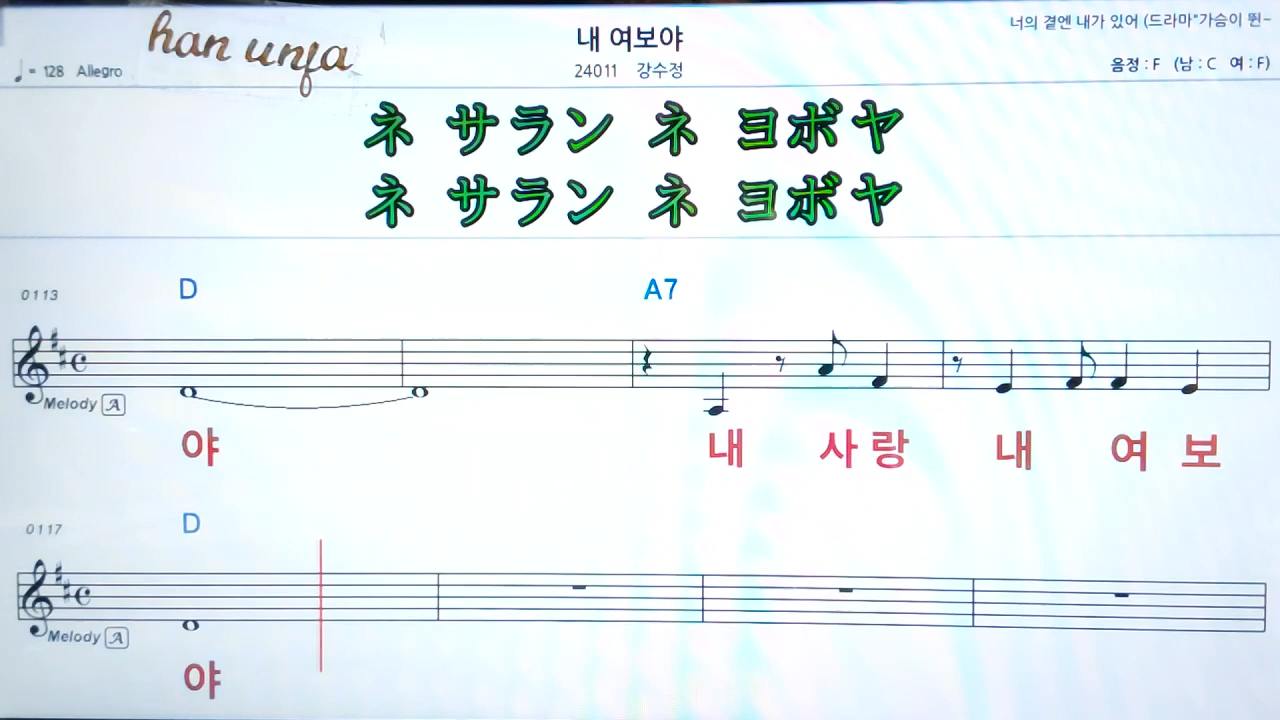 han unja
내 여보야
너의 곁엔 내가 있어 (드라마"가슴이 뛴~
♩= 128 Allegro
24011 강수정
음정 : F (남 : C 여 : F)
ネ サラン ネ ヨボヤ
ネ サラン ネ ヨボヤ
0113 D A7
Melody A
야 내 사랑 내 여보
0117 D
Melody A
야